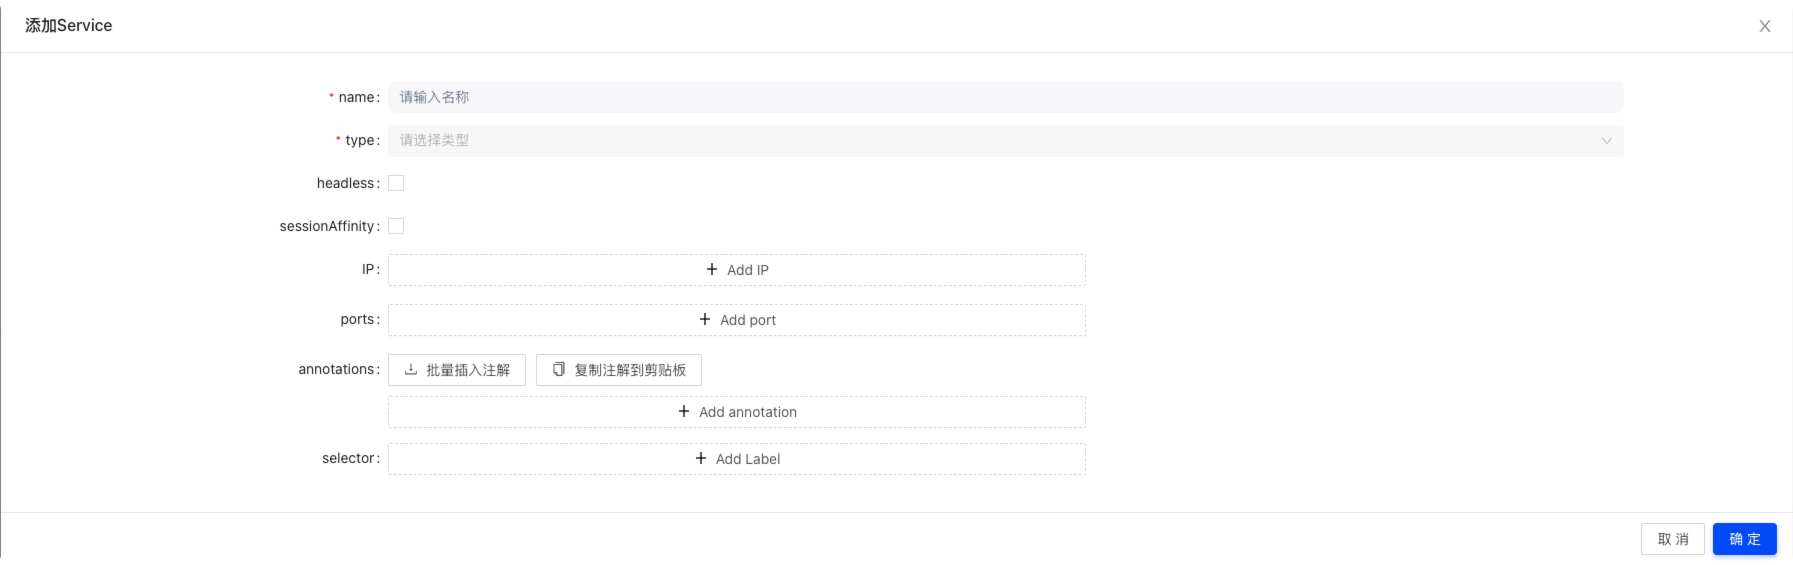 添加Service
* name: 请输入名称
* type: 请选择类型
headless:
sessionAffinity:
IP: + Add IP
ports: + Add port
annotations: 批量插入注解 复制注解到剪贴板
+ Add annotation
selector: + Add Label
取 消 确 定